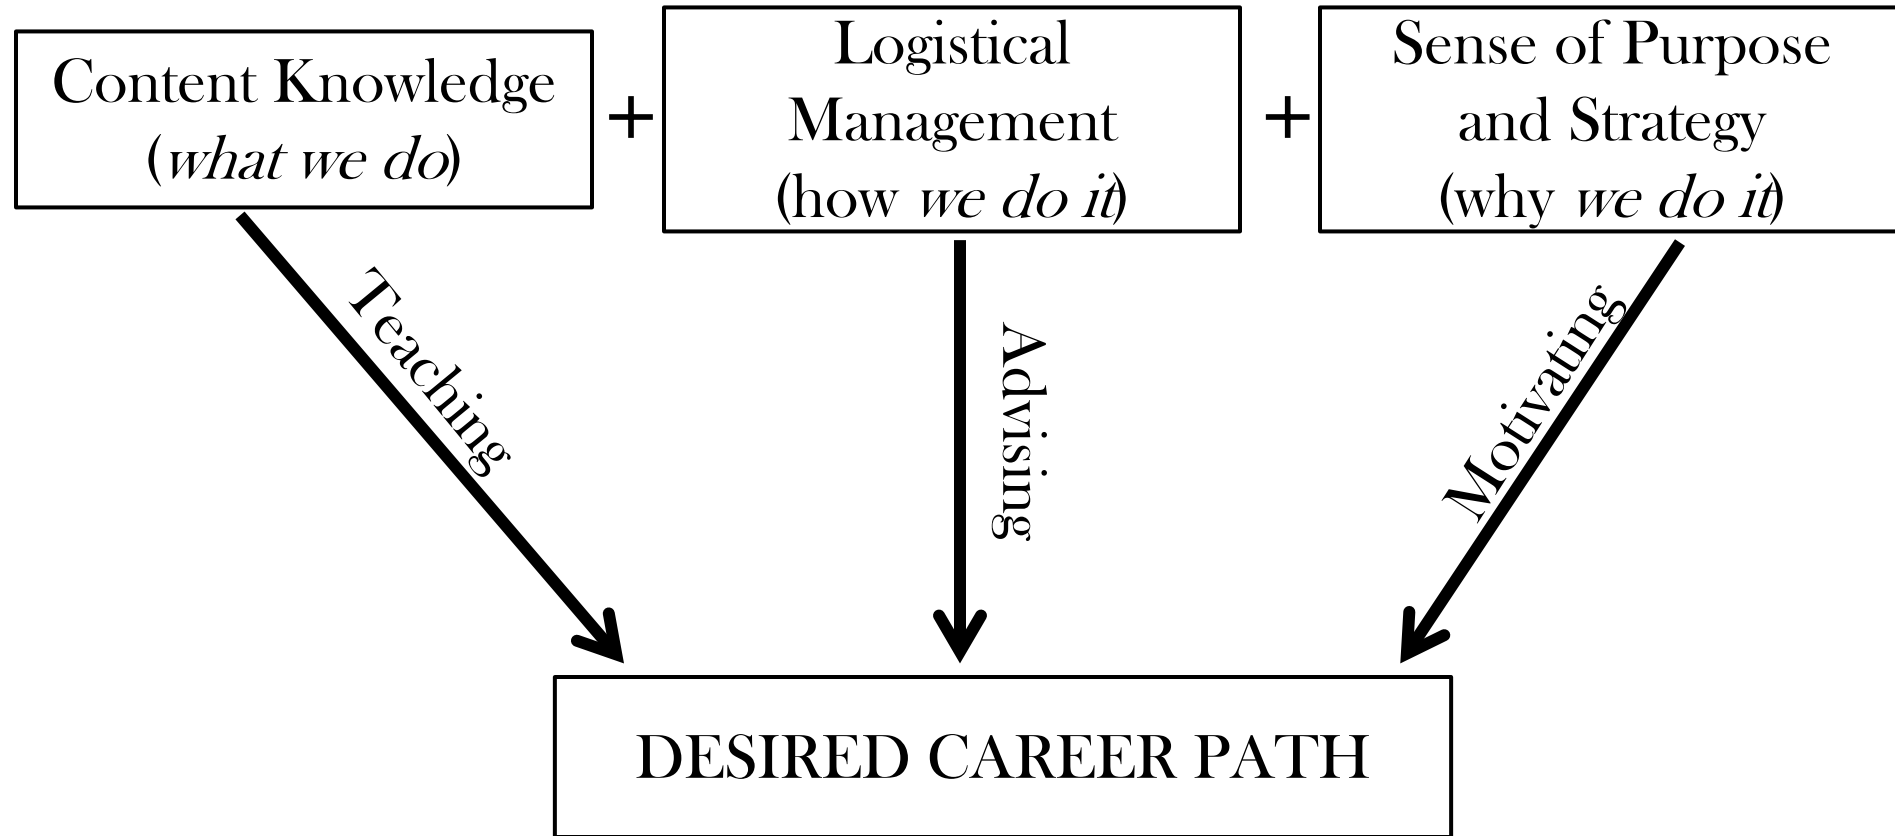 Content Knowledge
(what we do)
+
Logistical
Management
(how we do it)
+
Sense of Purpose
and Strategy
(why we do it)
Teaching
Advising
Motivating
DESIRED CAREER PATH